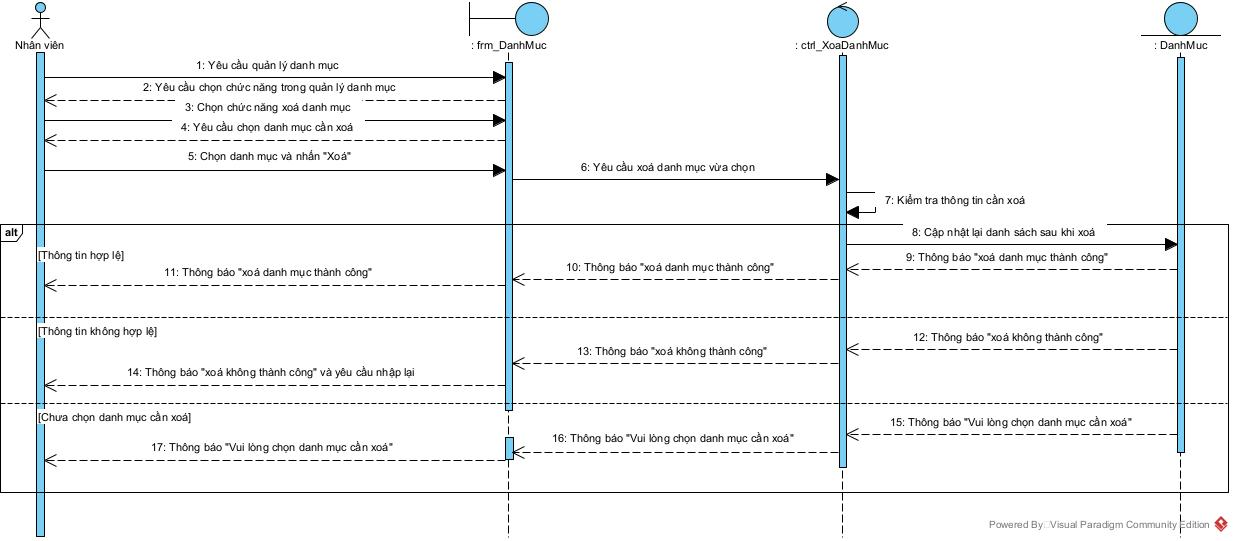 Nhân viên
: frm_DanhMuc
: ctrl_XoaDanhMuc
: DanhMuc
1: Yêu cầu quản lý danh mục
2: Yêu cầu chọn chức năng trong quản lý danh mục
3: Chọn chức năng xoá danh mục
4: Yêu cầu chọn danh mục cần xoá
5: Chọn danh mục và nhấn "Xoá"
6: Yêu cầu xoá danh mục vừa chọn
7: Kiểm tra thông tin cần xoá
alt
8: Cập nhật lại danh sách sau khi xoá
[Thông tin hợp lệ]
9: Thông báo "xoá danh mục thành công"
10: Thông báo "xoá danh mục thành công"
11: Thông báo "xoá danh mục thành công"
[Thông tin không hợp lệ]
12: Thông báo "xoá không thành công"
13: Thông báo "xoá không thành công"
14: Thông báo "xoá không thành công" và yêu cầu nhập lại
[Chưa chọn danh mục cần xoá]
15: Thông báo "Vui lòng chọn danh mục cần xoá"
16: Thông báo "Vui lòng chọn danh mục cần xoá"
17: Thông báo "Vui lòng chọn danh mục cần xoá"
Powered By Visual Paradigm Community Edition